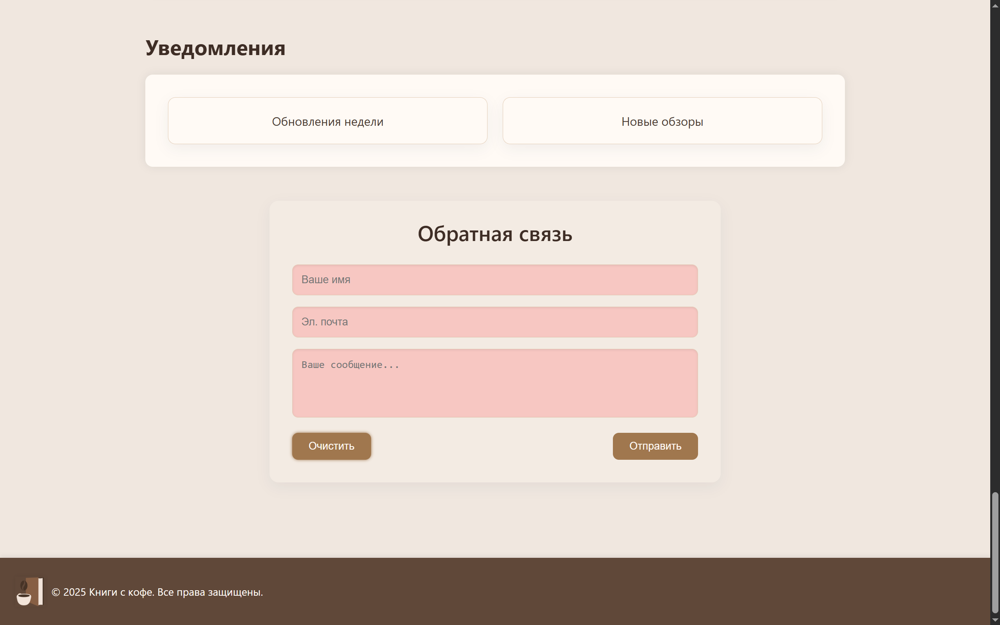 Уведомления
Обновления недели
Новые обзоры
Обратная связь
Ваше имя
Эл. почта
Ваше сообщение...
Очистить
Отправить
© 2025 Книги с кофе. Все права защищены.